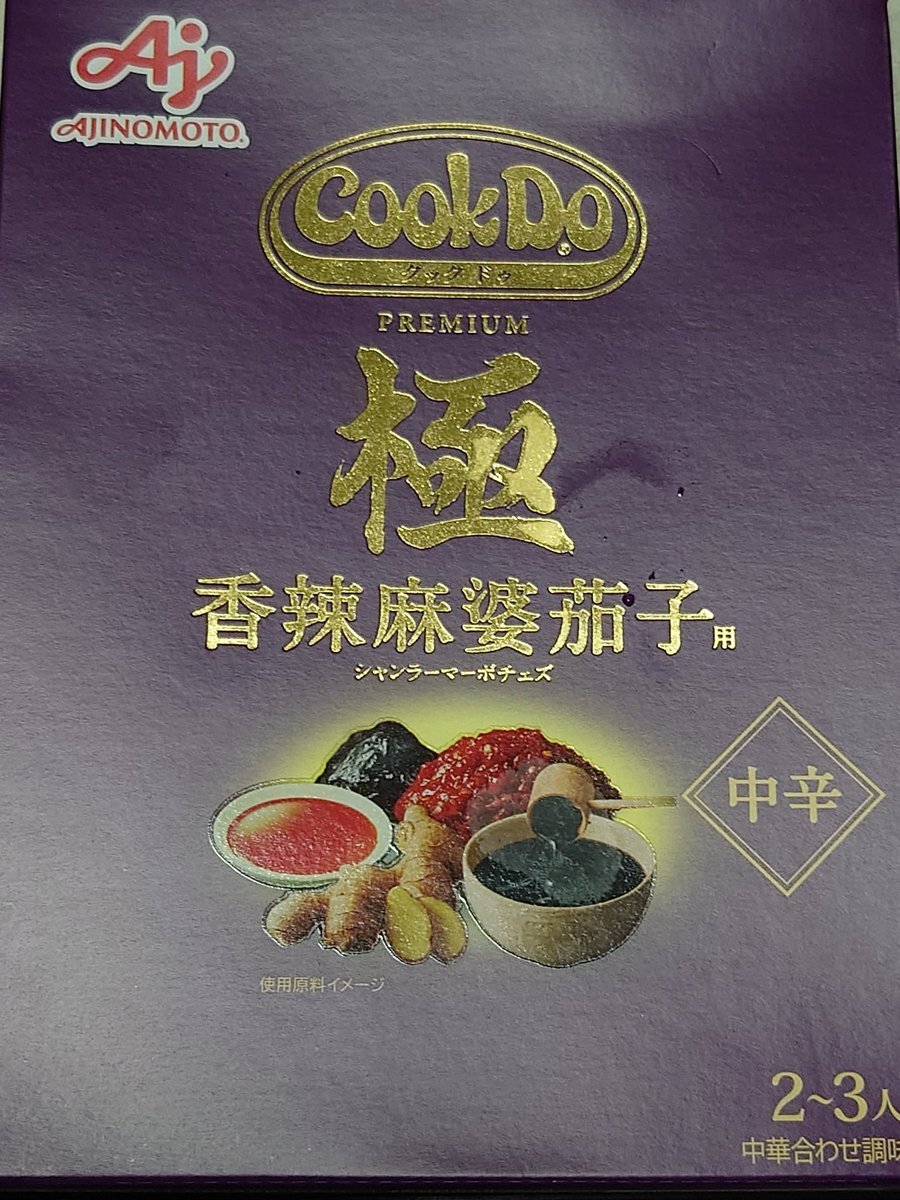 Aj
AJINOMOTO®
CookDo®
クックドゥ
PREMIUM
極
香辣麻婆茄子用
シャンラーマーボチェズ
中辛
使用原料イメージ
2~3人
中華合わせ調味